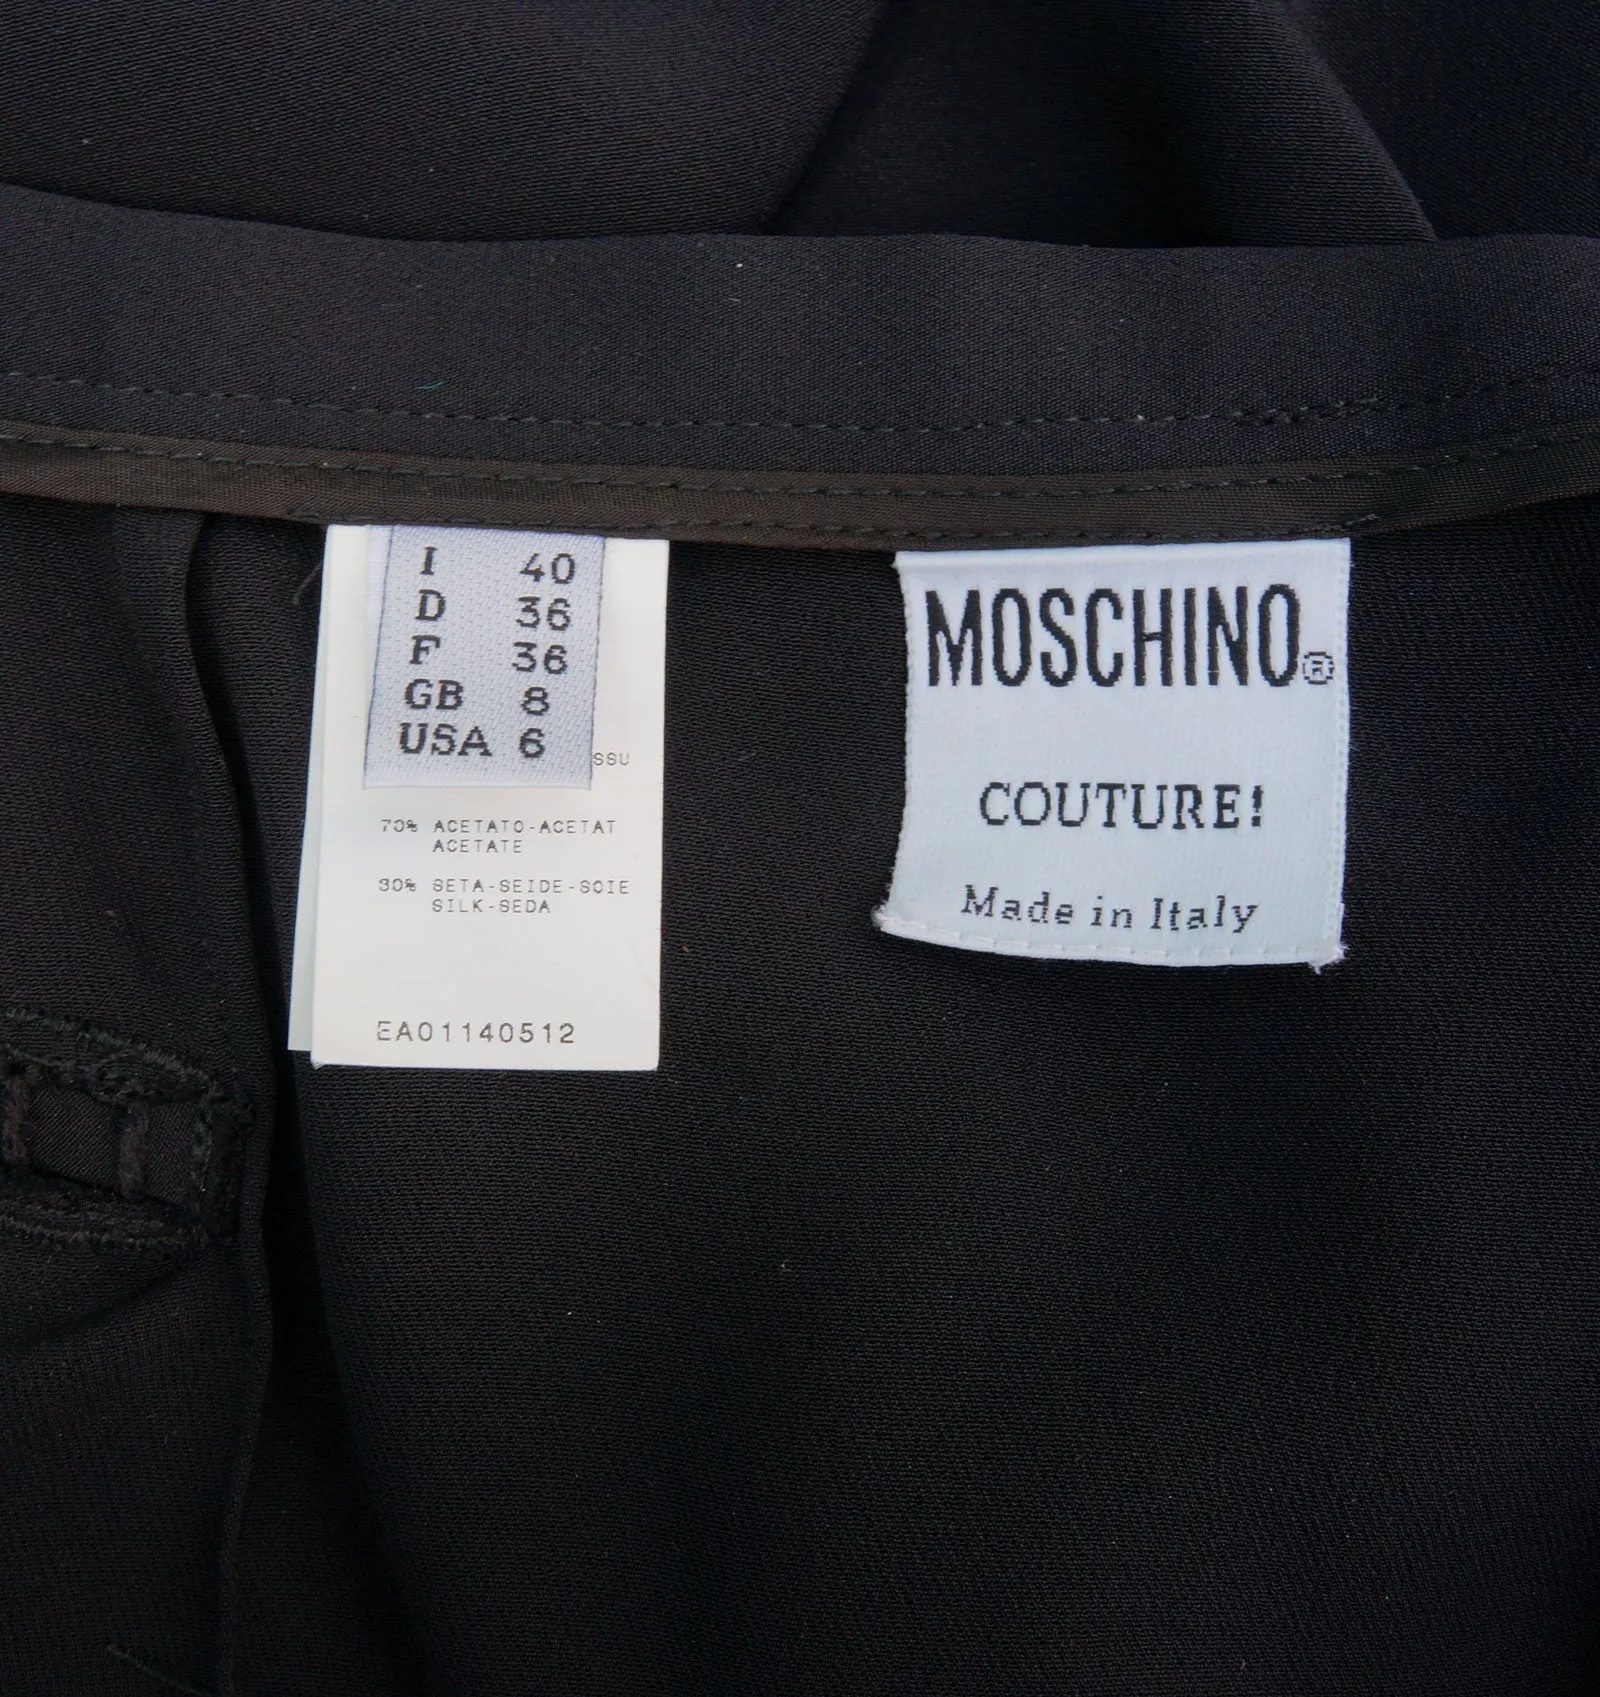 I 40
D 36
F 36
GB 8
USA 6
70% ACETATO-ACETAT
ACETATE
30% SETA-SEIDE-SOIE
SILK-SEDA
EA01140512
MOSCHINO®
COUTURE!
Made in Italy